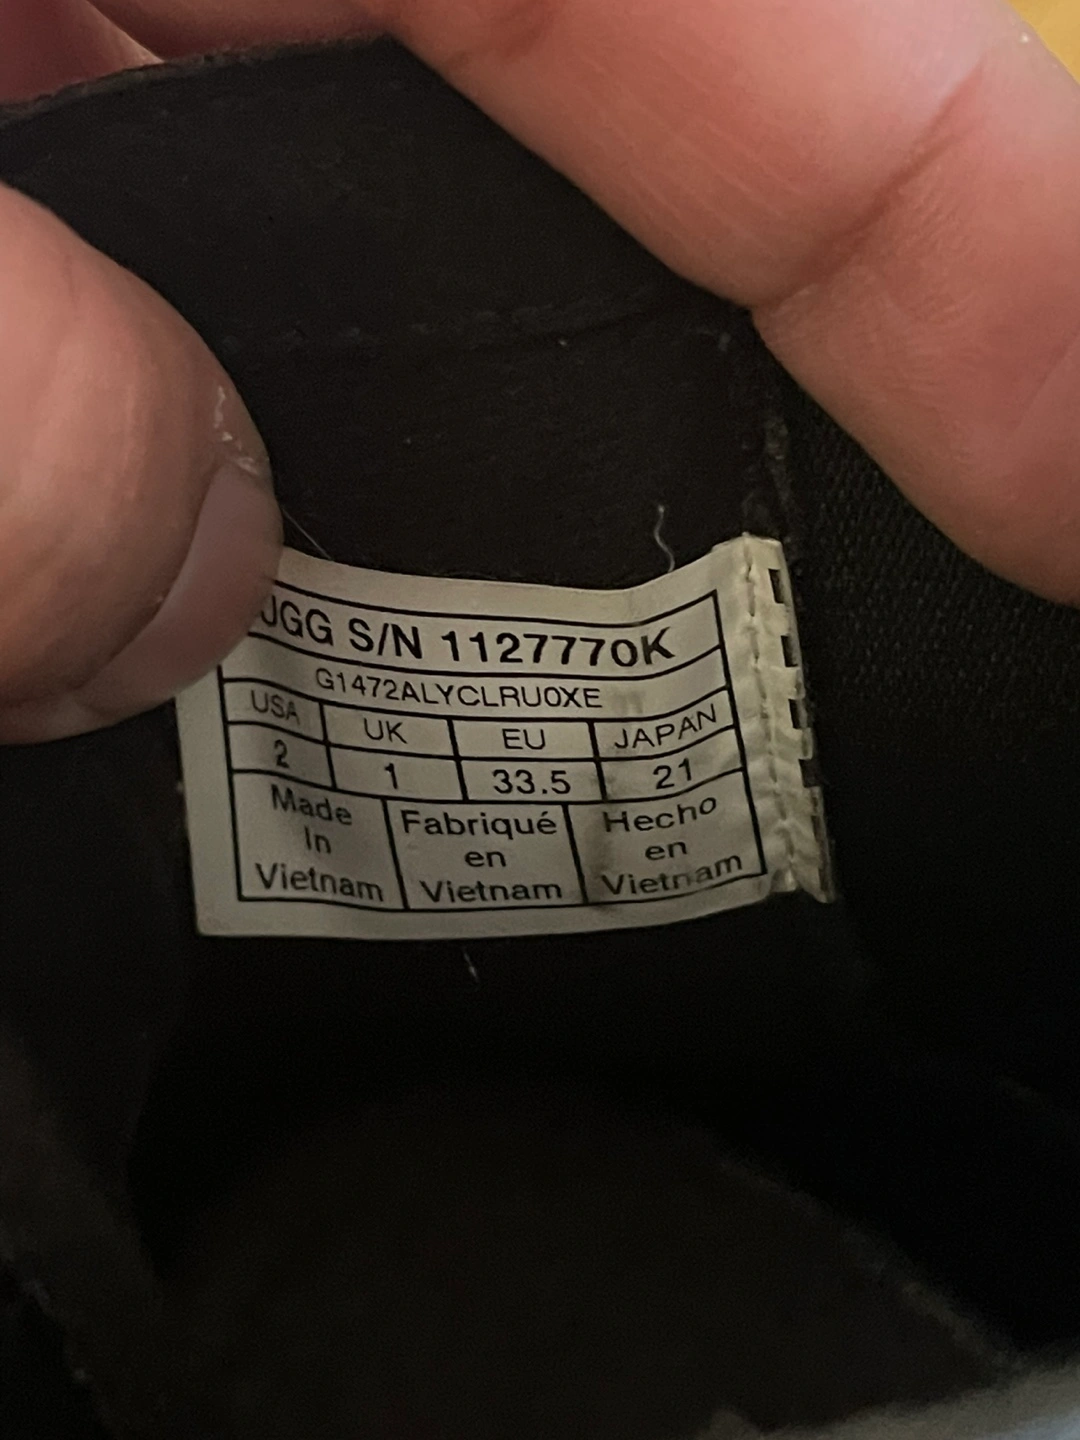 UGG S/N 1127770K
G1472ALYCLRU0XE
USA UK EU JAPAN
2 1 33.5 21
Made Fabriqué Hecho
In en en
Vietnam Vietnam Vietnam